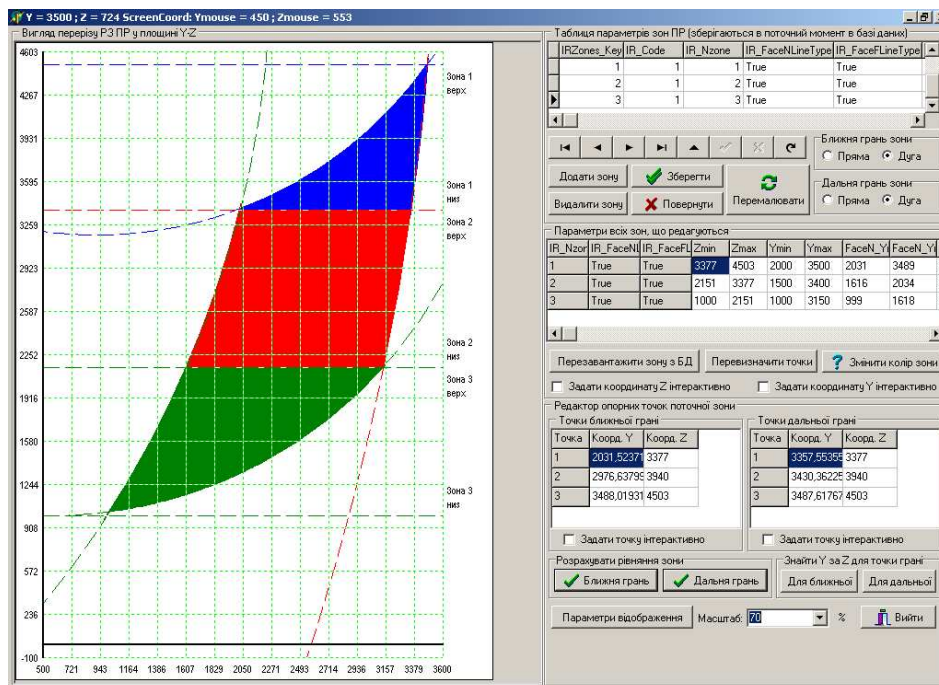 Y = 3500 ; Z = 724 ScreenCoord: Ymouse = 450 ; Zmouse = 553
Вигляд перерізу РЗ ПР у площині Y-Z
4603
4267
3931
3595
3259
2923
2587
2252
1916
1580
1244
908
572
236
-100
500 721 943 1164 1386 1607 1829 2050 2271 2493 2714 2936 3157 3379 3600
Зона 1
верх
Зона 1
низ
Зона 2
верх
Зона 2
низ
Зона 3
верх
Зона 3
низ
Таблиця параметрів зон ПР (зберігаються в поточний момент в базі даних)
IRZones_Key IR_Code IR_Nzone IR_FaceNLineType IR_FaceFLineType
1 1 1 True True
2 1 2 True True
3 1 3 True True
Ближня грань зони
Пряма Дуга
Додати зону Зберегти Перемалювати
Видалити зону Повернути
Дальня грань зони
Пряма Дуга
Параметри всіх зон, що редагуються
IR_Nzor IR_FaceNL IR_FaceFL Zmin Zmax Ymin Ymax FaceN_Yi FaceN_Yi
1 True True 3377 4503 2000 3500 2031 3489
2 True True 2151 3377 1500 3400 1616 2034
3 True True 1000 2151 1000 3150 999 1618
Перезавантажити зону з БД Перевизначити точки Змінити колір зони
Задати координату Z інтерактивно Задати координату Y інтерактивно
Редактор опорних точок поточної зони
Точки ближньої грані
Точка Коорд. Y Коорд. Z
1 2031,52371 3377
2 2976,63799 3940
3 3488,01931 4503
Задати точку інтерактивно
Точки дальньої грані
Точка Коорд. Y Коорд. Z
1 3357,55355 3377
2 3430,36225 3940
3 3487,61767 4503
Задати точку інтерактивно
Розрахувати рівняння зони
Ближня грань Дальня грань
Знайти Y за Z для точки грані
Для ближньої Для дальньої
Параметри відображення Масштаб: 70 % Вийти